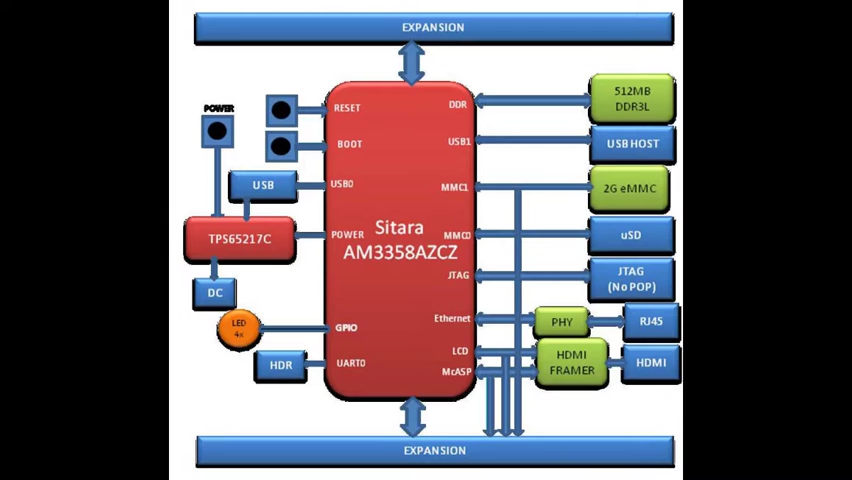 EXPANSION
POWER
RESET
BOOT
USB
USB0
TPS65217C
POWER
DC
LED
4x
GPIO
HDR
UART0
Sitara
AM3358AZCZ
DDR
512MB
DDR3L
USB1
USB HOST
MMC1
2G eMMC
MMC0
uSD
JTAG
JTAG
(No POP)
Ethernet
PHY
RJ45
LCD
McASP
HDMI
FRAMER
HDMI
EXPANSION